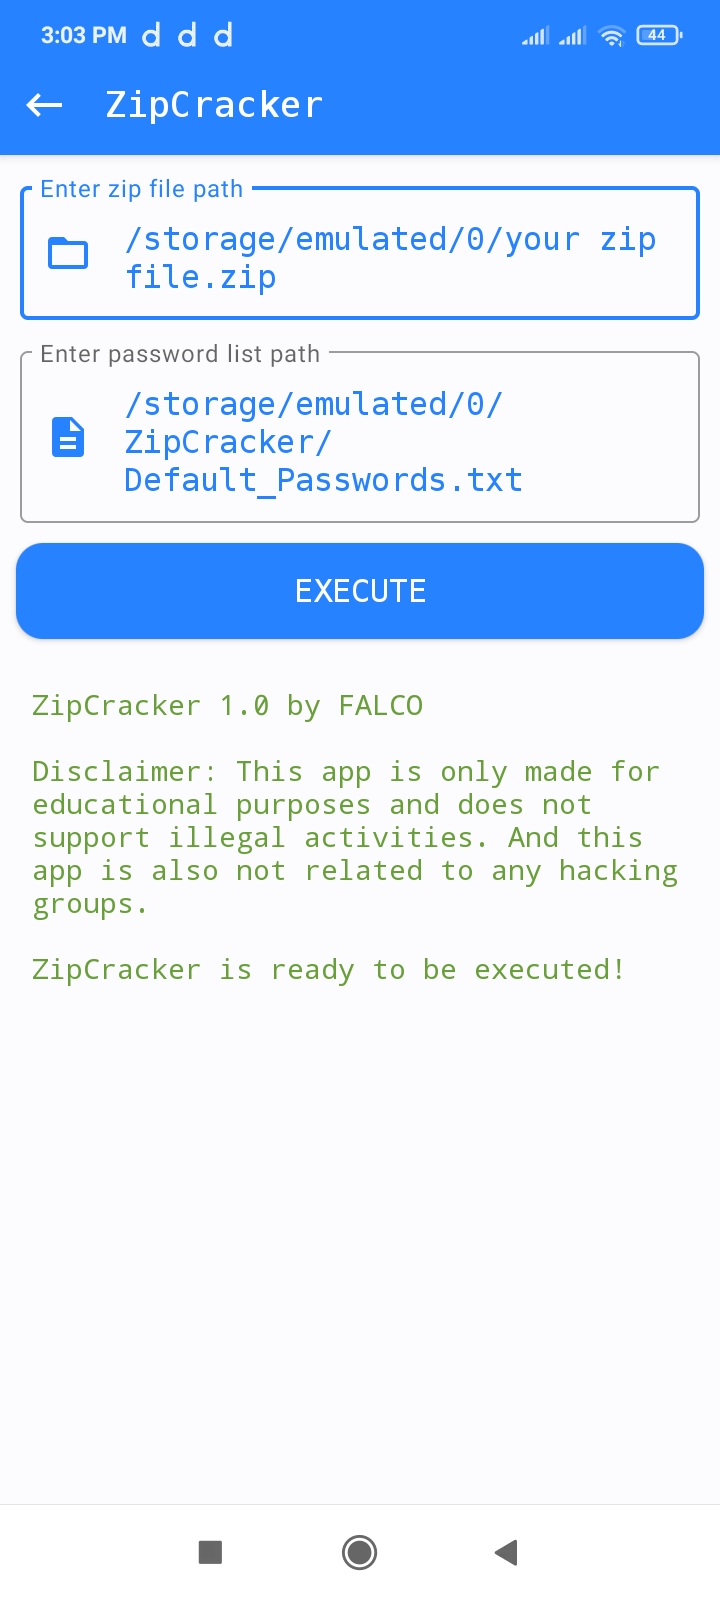 3:03 PM d d d 44
ZipCracker
Enter zip file path
/storage/emulated/0/your zip
file.zip
Enter password list path
/storage/emulated/0/
ZipCracker/
Default_Passwords.txt
EXECUTE
ZipCracker 1.0 by FALCO
Disclaimer: This app is only made for
educational purposes and does not
support illegal activities. And this
app is also not related to any hacking
groups.
ZipCracker is ready to be executed!